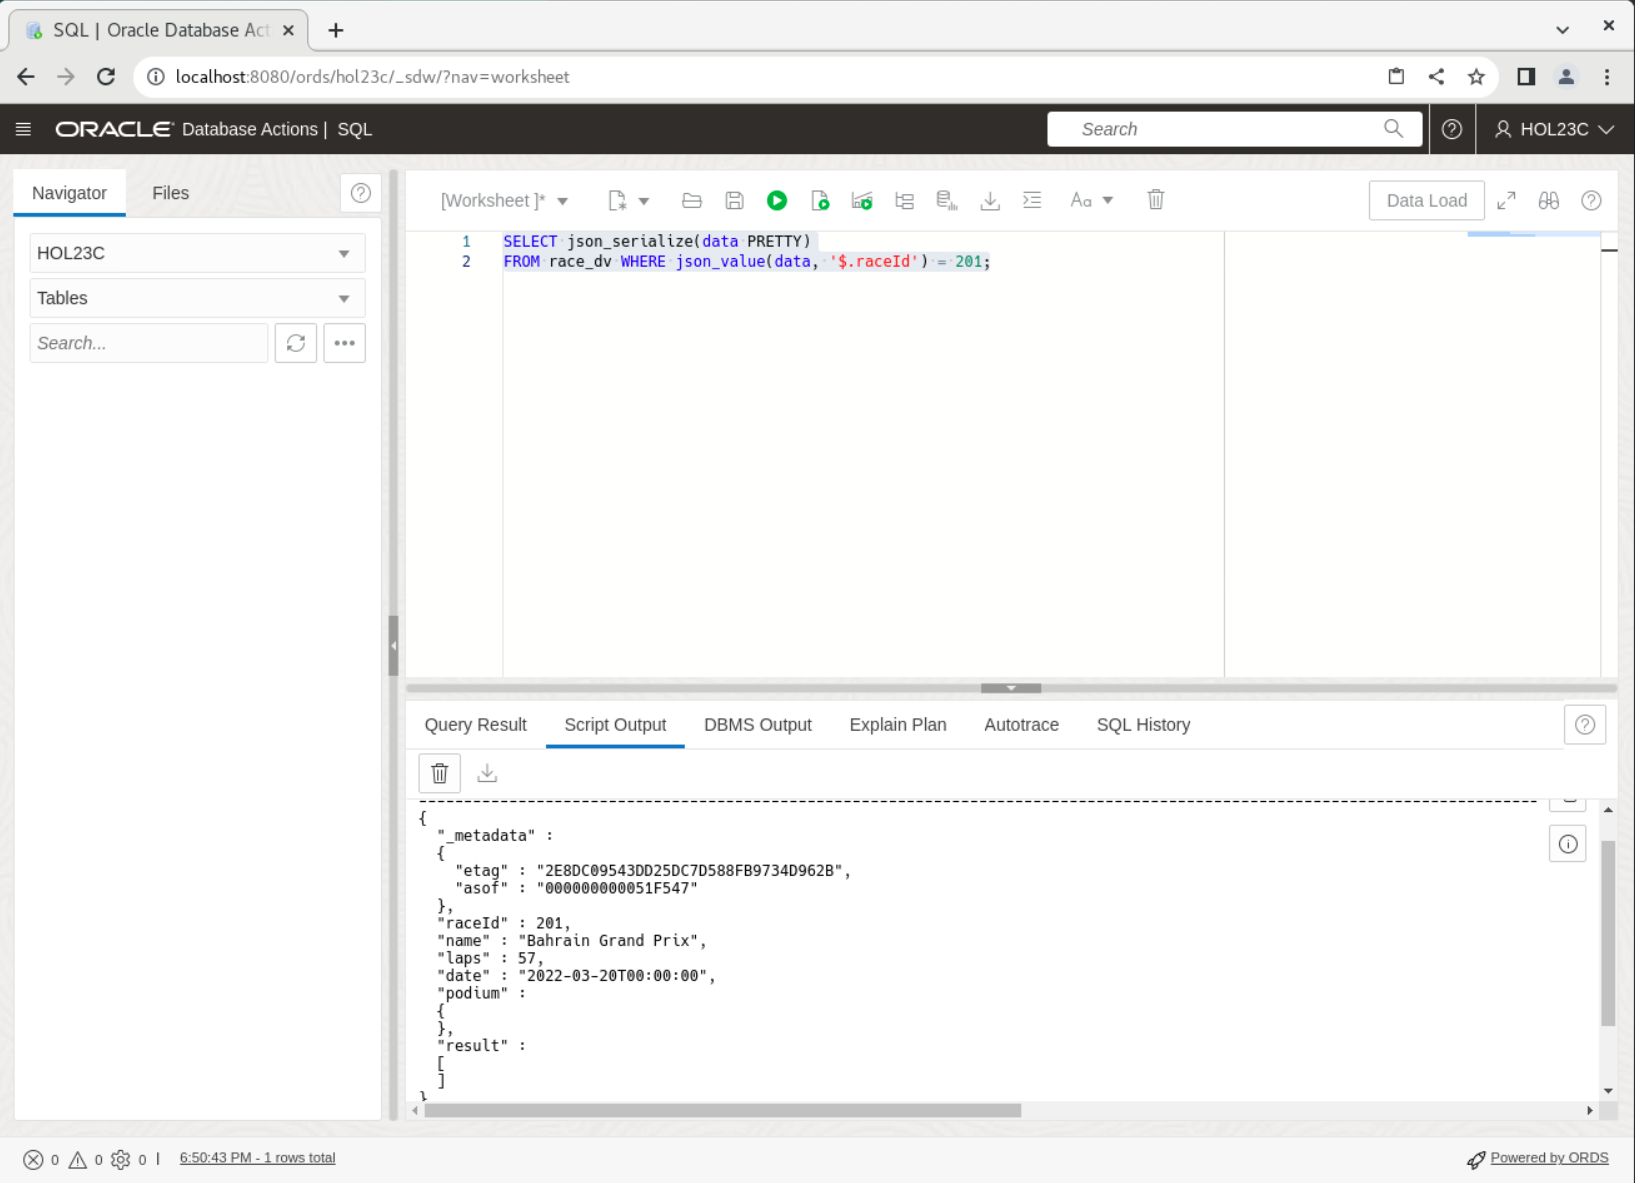 SQL | Oracle Database Act
localhost:8080/ords/hol23c/_sdw/?nav=worksheet
ORACLE Database Actions | SQL
Search
HOL23C
Navigator
Files
[Worksheet ]*
Aa
Data Load
HOL23C
Tables
Search...
1 SELECT json_serialize(data PRETTY)
2 FROM race_dv WHERE json_value(data, '$.raceId') = 201;
Query Result
Script Output
DBMS Output
Explain Plan
Autotrace
SQL History
--------------------------------------------------------------------------------------------------------------------------------
{
"_metadata" :
{
"etag" : "2E8DC09543DD25DC7D588FB9734D962B",
"asof" : "000000000051F547"
},
"raceId" : 201,
"name" : "Bahrain Grand Prix",
"laps" : 57,
"date" : "2022-03-20T00:00:00",
"podium" :
{
},
"result" :
[
]
}
0 0 0 | 6:50:43 PM - 1 rows total
Powered by ORDS